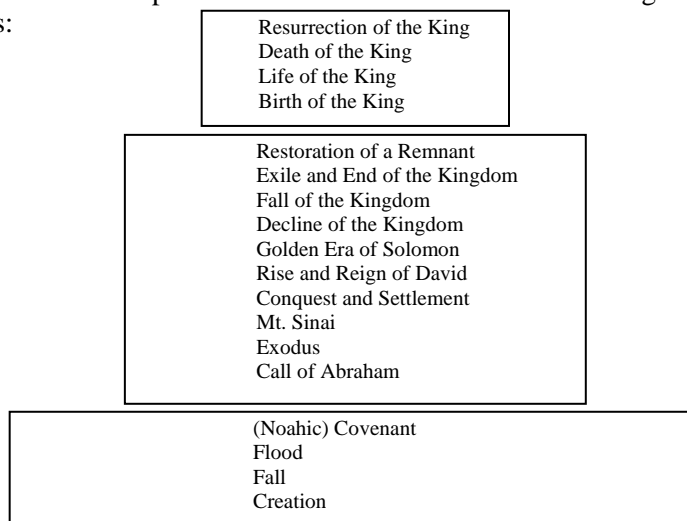 s:
Resurrection of the King
Death of the King
Life of the King
Birth of the King
Restoration of a Remnant
Exile and End of the Kingdom
Fall of the Kingdom
Decline of the Kingdom
Golden Era of Solomon
Rise and Reign of David
Conquest and Settlement
Mt. Sinai
Exodus
Call of Abraham
(Noahic) Covenant
Flood
Fall
Creation